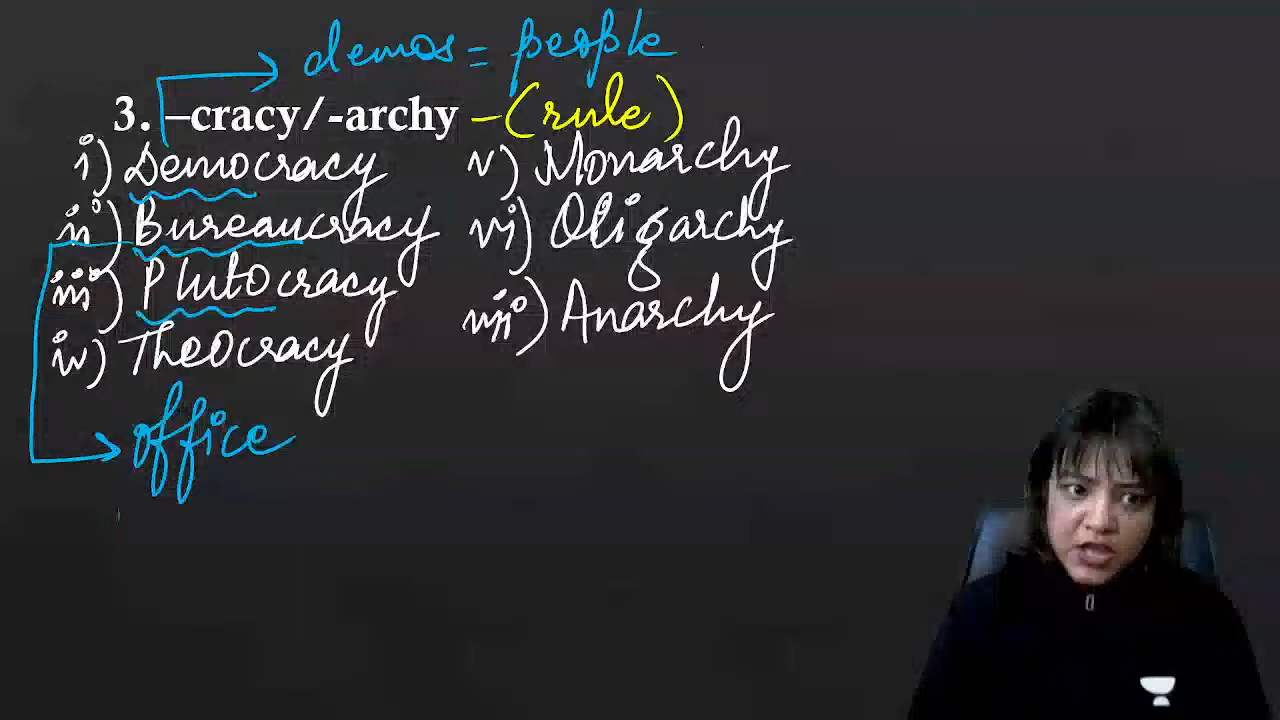 demos = people
3. –cracy/-archy –(rule)
i) Democracy
ii) Bureaucracy
iii) Plutocracy
iv) Theocracy
office
v) Monarchy
vi) Oligarchy
vii) Anarchy